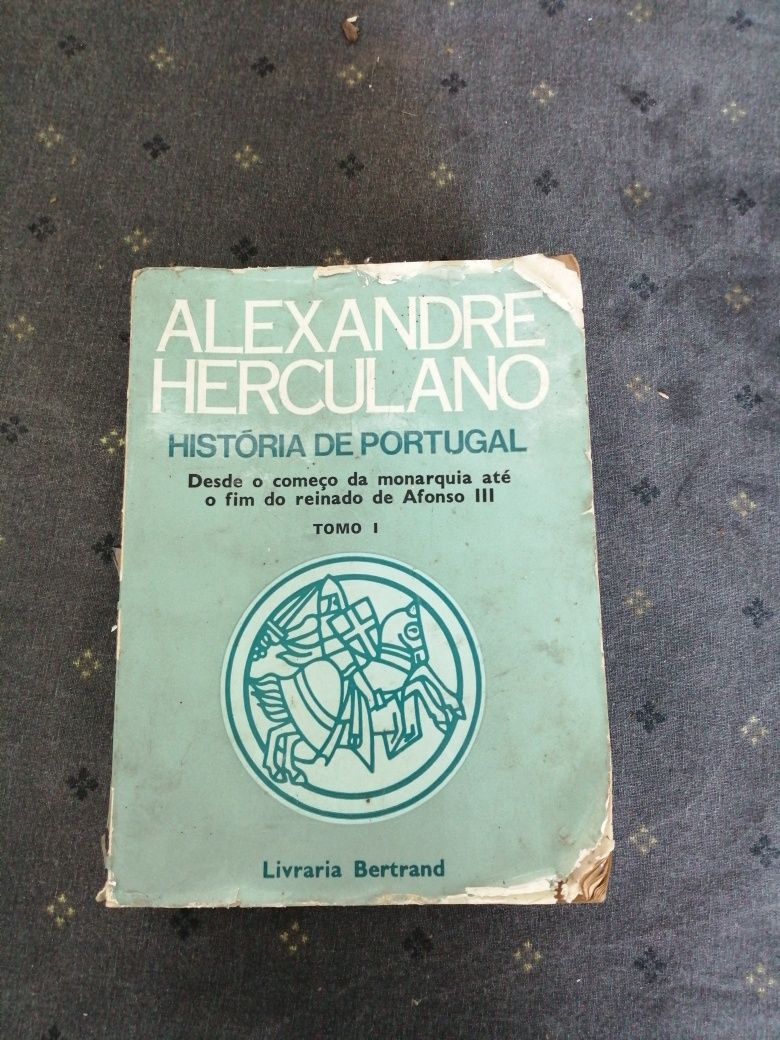 ALEXANDRE
HERCULANO
HISTÓRIA DE PORTUGAL
Desde o começo da monarquia até
o fim do reinado de Afonso III
TOMO I
Livraria Bertrand